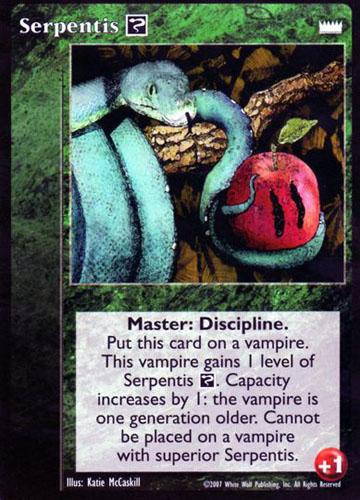 Serpentis
Master: Discipline.
Put this card on a vampire.
This vampire gains 1 level of
Serpentis . Capacity
increases by 1: the vampire is
one generation older. Cannot
be placed on a vampire
with superior Serpentis.
+1
Illus: Katie McCaskill
©2007 White Wolf Publishing, Inc. All Rights Reserved